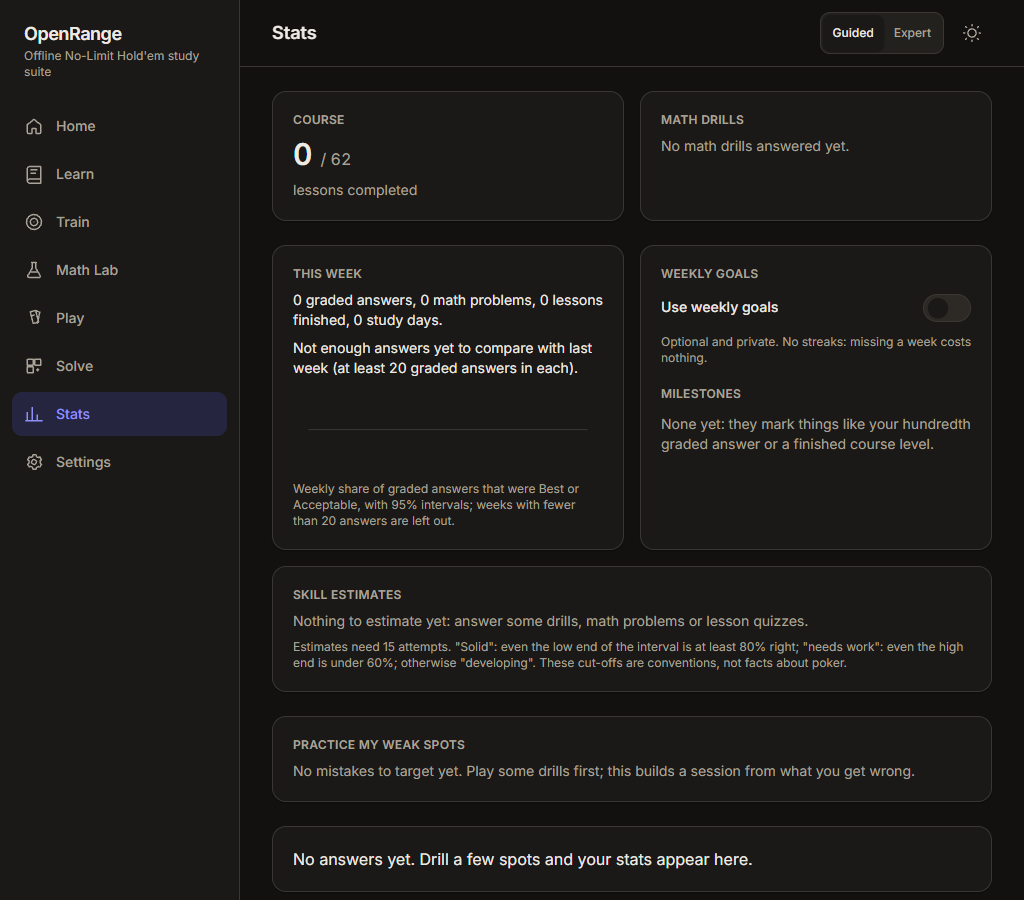 OpenRange
Offline No-Limit Hold'em study
suite
Home
Learn
Train
Math Lab
Play
Solve
Stats
Settings
Stats
Guided
Expert
COURSE
0 / 62
lessons completed
MATH DRILLS
No math drills answered yet.
THIS WEEK
0 graded answers, 0 math problems, 0 lessons
finished, 0 study days.
Not enough answers yet to compare with last
week (at least 20 graded answers in each).
Weekly share of graded answers that were Best or
Acceptable, with 95% intervals; weeks with fewer
than 20 answers are left out.
WEEKLY GOALS
Use weekly goals
Optional and private. No streaks: missing a week costs
nothing.
MILESTONES
None yet: they mark things like your hundredth
graded answer or a finished course level.
SKILL ESTIMATES
Nothing to estimate yet: answer some drills, math problems or lesson quizzes.
Estimates need 15 attempts. "Solid": even the low end of the interval is at least 80% right; "needs work": even the high
end is under 60%; otherwise "developing". These cut-offs are conventions, not facts about poker.
PRACTICE MY WEAK SPOTS
No mistakes to target yet. Play some drills first; this builds a session from what you get wrong.
No answers yet. Drill a few spots and your stats appear here.